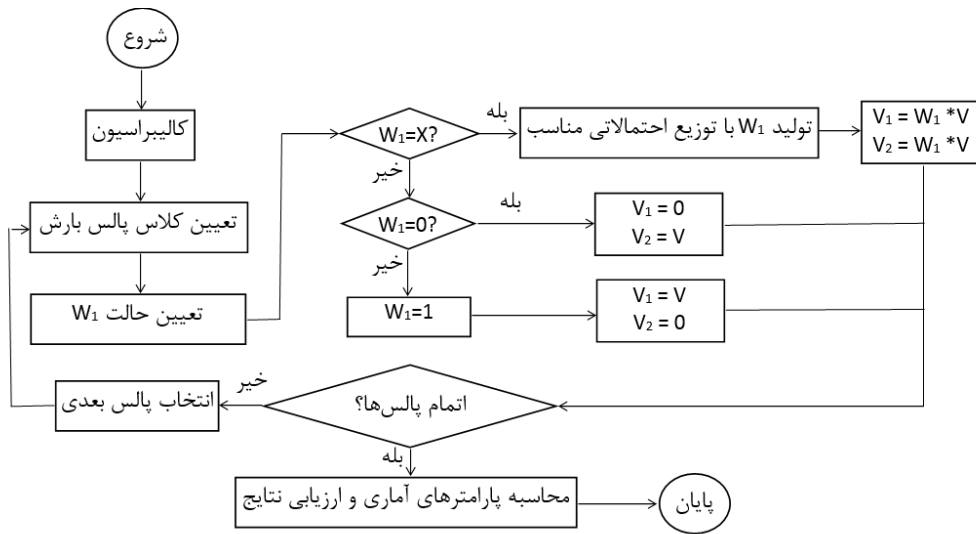 شروع
کالیبراسیون
تعیین کلاس پالس بارش
تعیین حالت W₁
W₁=X?
بله
تولید W₁ با توزیع احتمالاتی مناسب
V₁ = W₁ *V
V₂ = W₁ *V
خیر
W₁=0?
بله
V₁ = 0
V₂ = V
خیر
W₁=1
V₁ = V
V₂ = 0
اتمام پالس‌ها؟
خیر
انتخاب پالس بعدی
بله
محاسبه پارامترهای آماری و ارزیابی نتایج
پایان